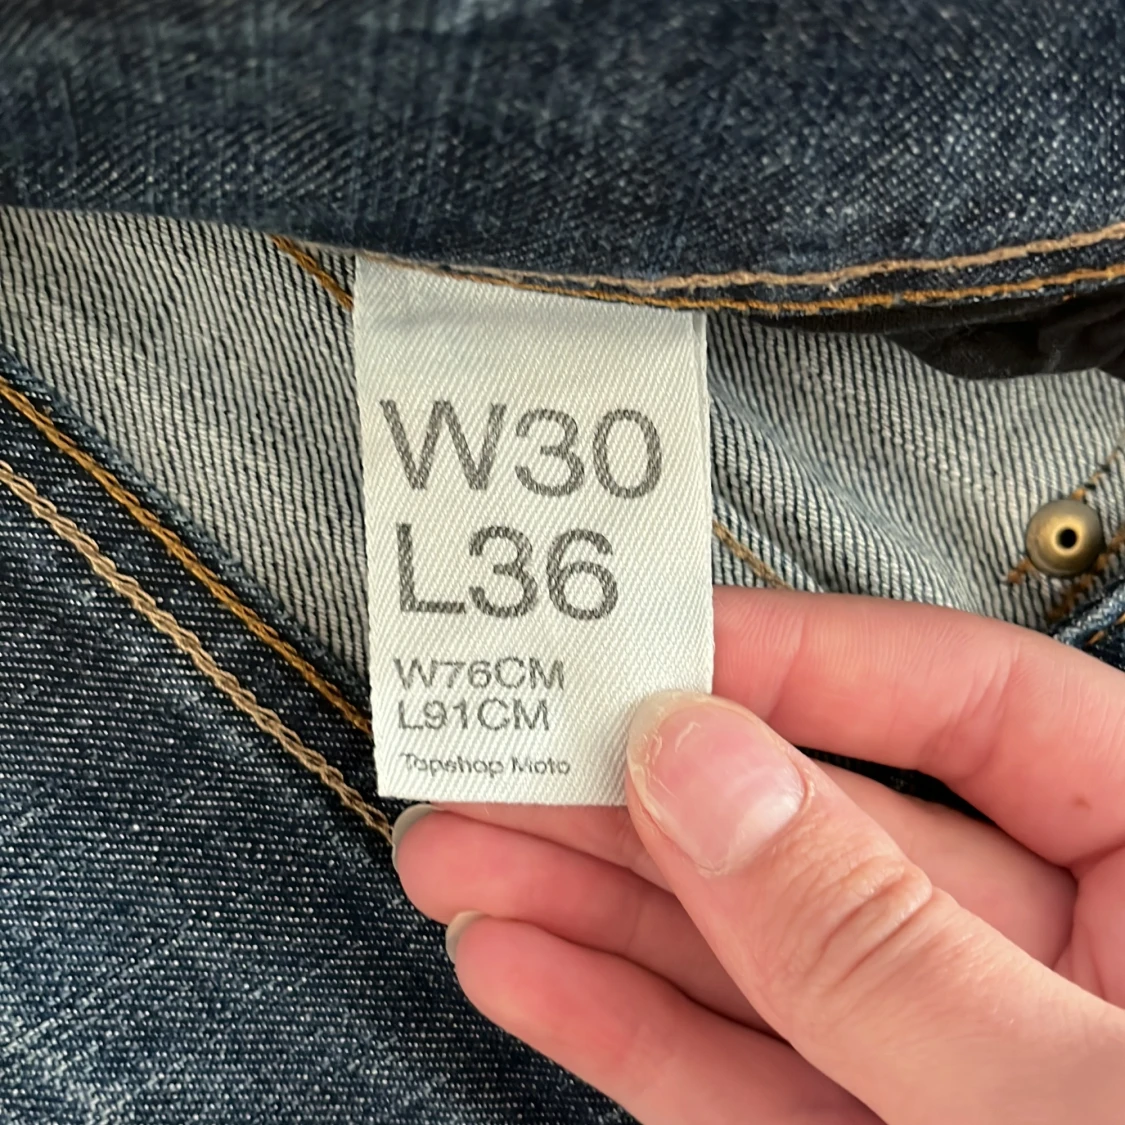 W30
L36
W76CM
L91CM
Topshop Moto